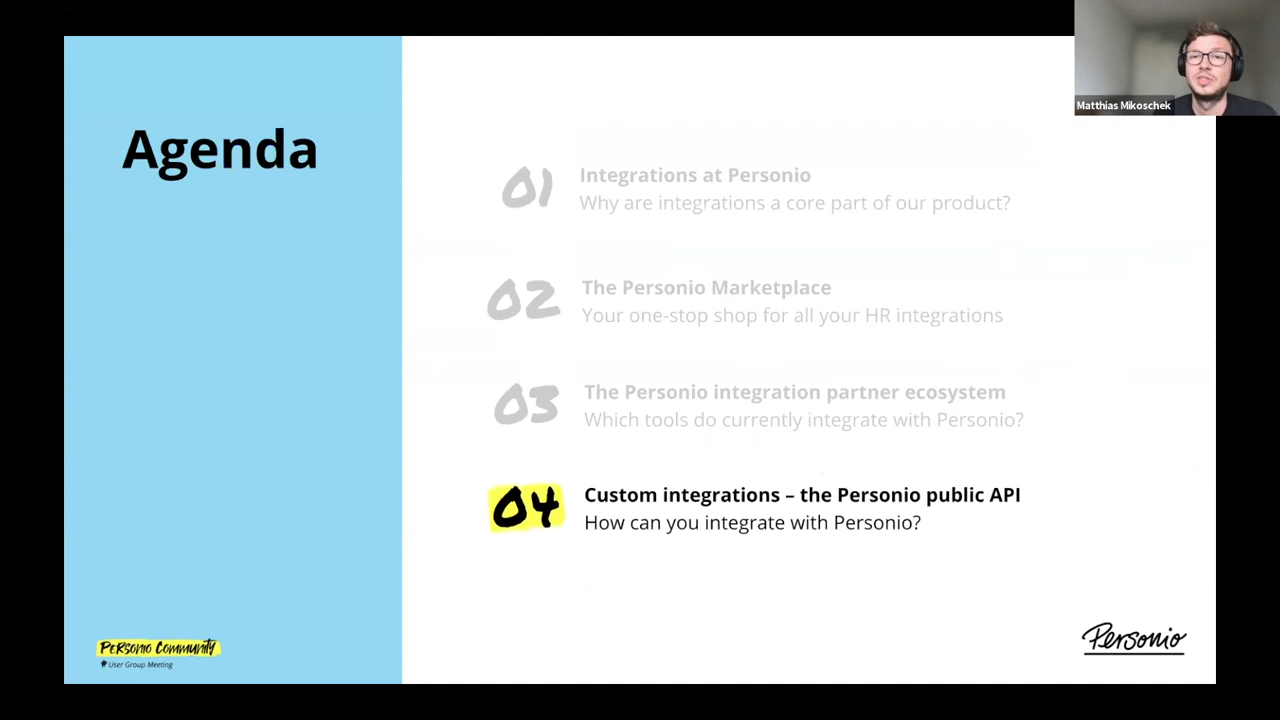 Matthias Mikoschek
Agenda
01
Integrations at Personio
Why are integrations a core part of our product?
02
The Personio Marketplace
Your one-stop shop for all your HR integrations
03
The Personio integration partner ecosystem
Which tools do currently integrate with Personio?
04
Custom integrations – the Personio public API
How can you integrate with Personio?
Personio Community
# User Group Meeting
Personio